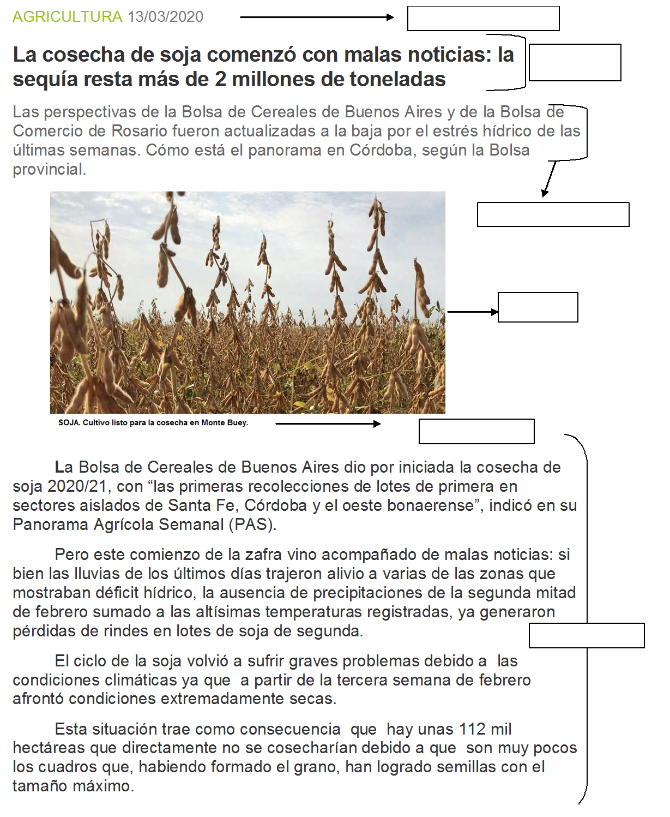 AGRICULTURA 13/03/2020
La cosecha de soja comenzó con malas noticias: la
sequía resta más de 2 millones de toneladas
Las perspectivas de la Bolsa de Cereales de Buenos Aires y de la Bolsa de
Comercio de Rosario fueron actualizadas a la baja por el estrés hídrico de las
últimas semanas. Cómo está el panorama en Córdoba, según la Bolsa
provincial.
SOJA. Cultivo listo para la cosecha en Monte Buey.
La Bolsa de Cereales de Buenos Aires dio por iniciada la cosecha de
soja 2020/21, con “las primeras recolecciones de lotes de primera en
sectores aislados de Santa Fe, Córdoba y el oeste bonaerense”, indicó en su
Panorama Agrícola Semanal (PAS).
Pero este comienzo de la zafra vino acompañado de malas noticias: si
bien las lluvias de los últimos días trajeron alivio a varias de las zonas que
mostraban déficit hídrico, la ausencia de precipitaciones de la segunda mitad
de febrero sumado a las altísimas temperaturas registradas, ya generaron
pérdidas de rindes en lotes de soja de segunda.
El ciclo de la soja volvió a sufrir graves problemas debido a las
condiciones climáticas ya que a partir de la tercera semana de febrero
afrontó condiciones extremadamente secas.
Esta situación trae como consecuencia que hay unas 112 mil
hectáreas que directamente no se cosecharían debido a que son muy pocos
los cuadros que, habiendo formado el grano, han logrado semillas con el
tamaño máximo.